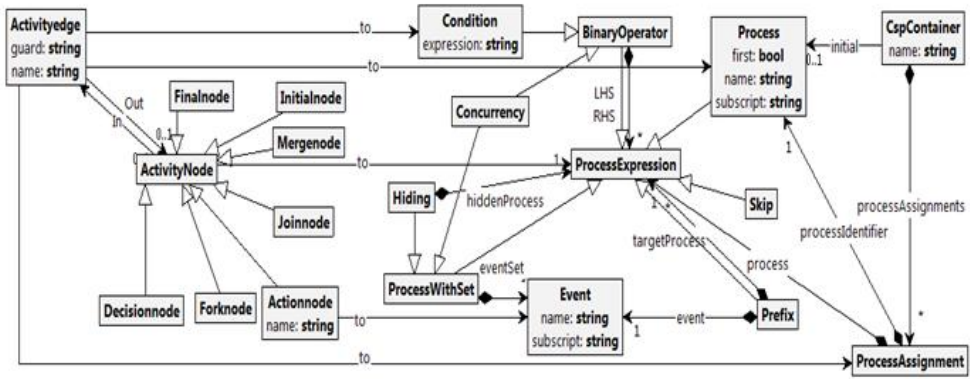 Activityedge
guard: string
name: string
to
Condition
expression: string
BinaryOperator
Process
first: bool
name: string
subscript: string
initial
0..1
CspContainer
name: string
to
Out
In
0..1
Finalnode
Initialnode
Mergenode
Concurrency
LHS
RHS
*
ActivityNode
to
1
ProcessExpression
1
Hiding
hiddenProcess
Skip
Joinnode
1
*
targetProcess
processAssignments
processIdentifier
process
eventSet
ProcessWithSet
Decisionnode
Forknode
Actionnode
name: string
to
Event
name: string
subscript: string
1
event
Prefix
*
to
ProcessAssignment